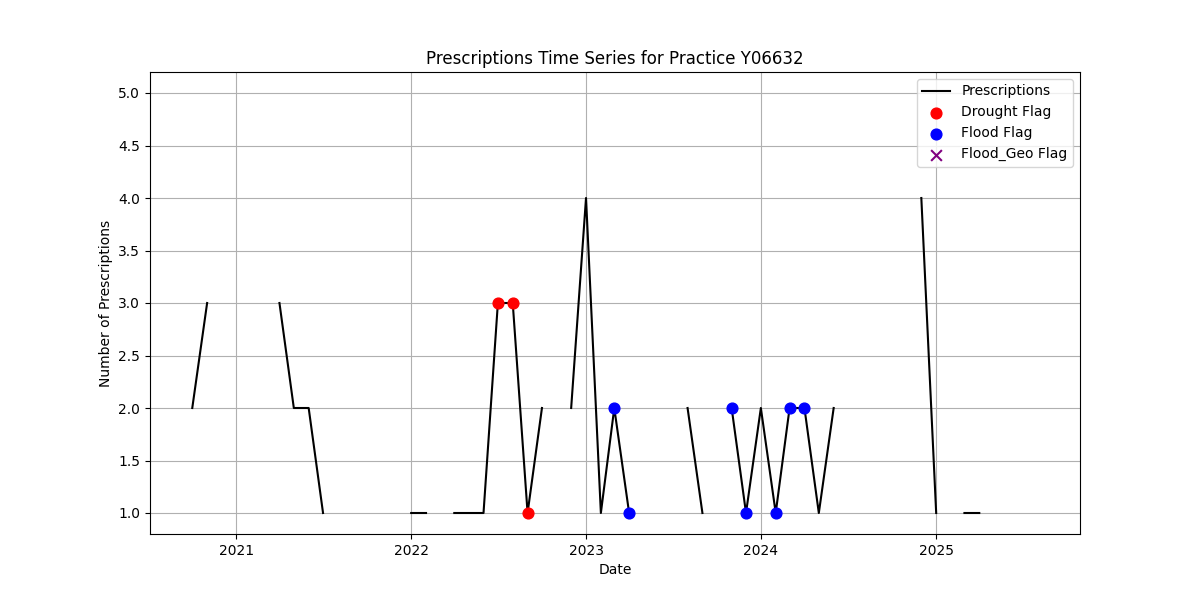 Prescriptions Time Series for Practice Y06632
Prescriptions
Drought Flag
Flood Flag
Flood_Geo Flag
Number of Prescriptions
5.0
4.5
4.0
3.5
3.0
2.5
2.0
1.5
1.0
2021 2022 2023 2024 2025
Date